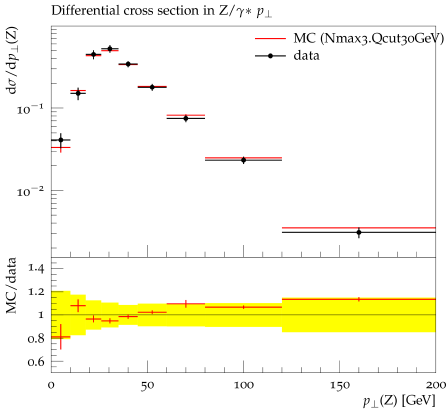 Differential cross section in Z/γ∗ p⊥
dσ/dp⊥(Z)
MC (Nmax3.Qcut30GeV)
data
10⁻¹
10⁻²
MC/data
1.4
1.2
1
0.8
0.6
0 50 100 150 200
p⊥(Z) [GeV]